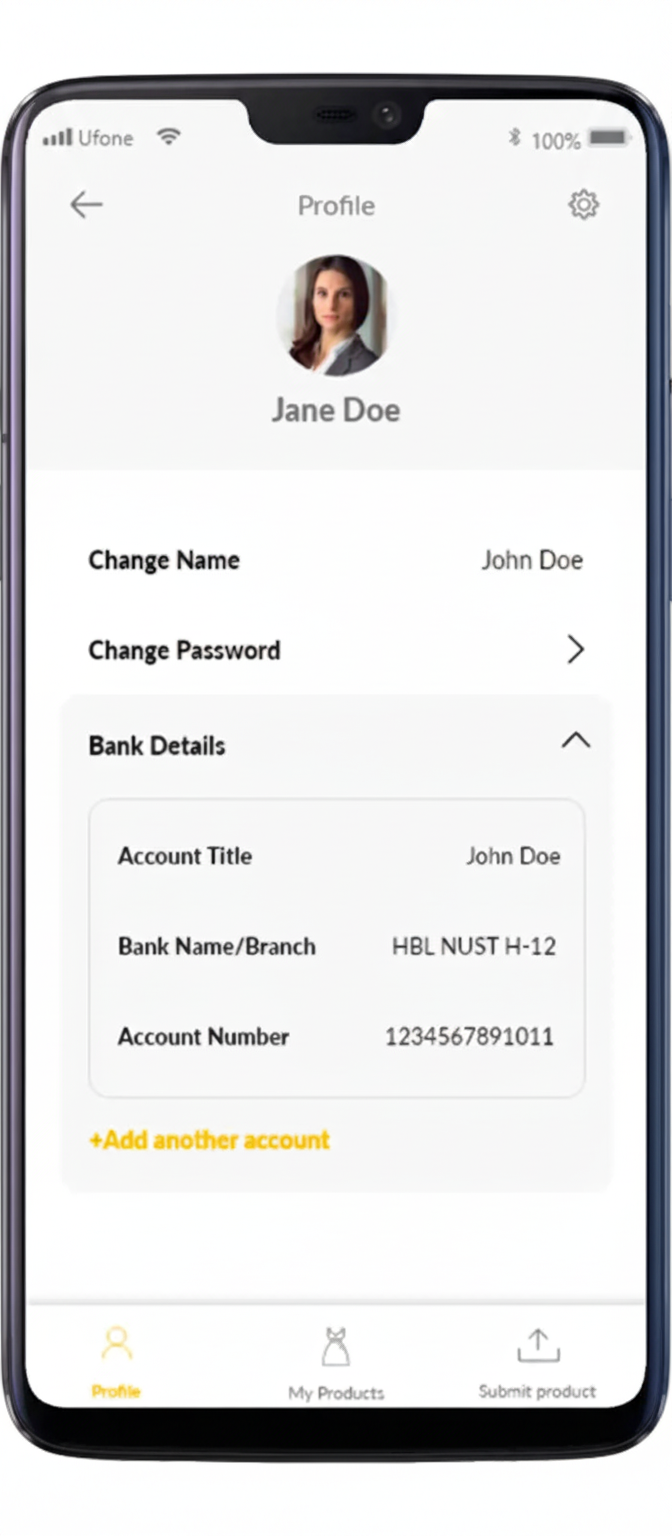 Ufone 100%
Profile
Jane Doe
Change Name John Doe
Change Password
Bank Details
Account Title John Doe
Bank Name/Branch HBL NUST H-12
Account Number 1234567891011
+Add another account
Profile My Products Submit product